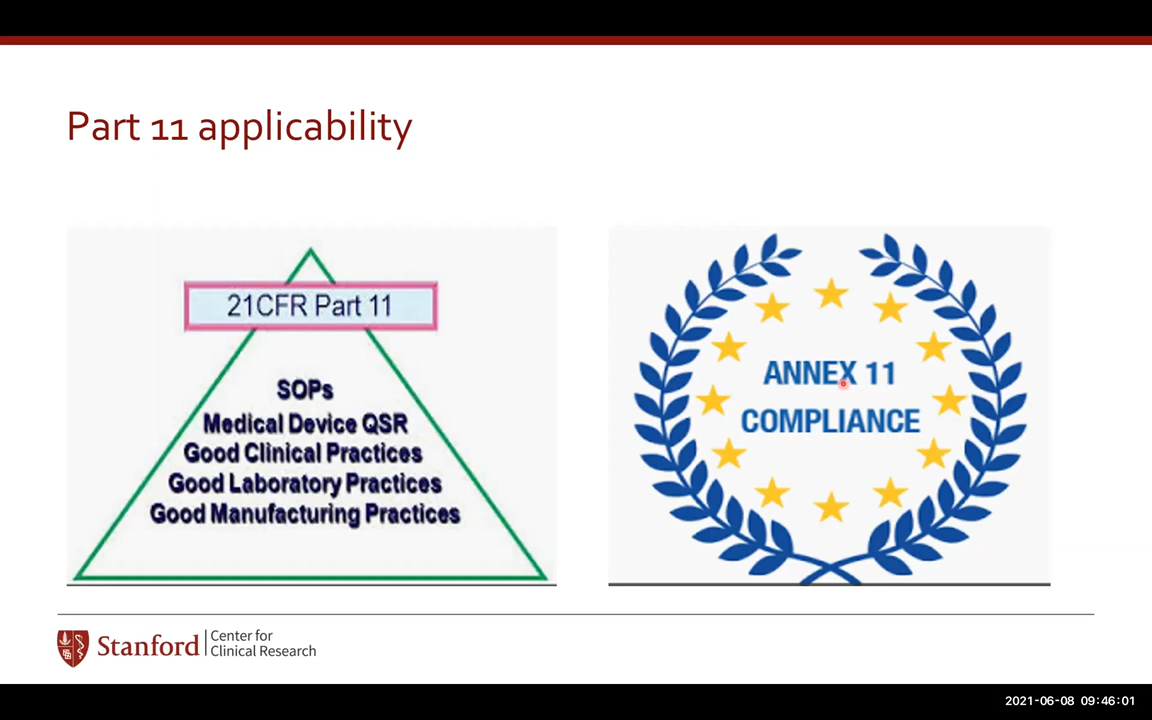 Part 11 applicability
21CFR Part 11
SOPs
Medical Device QSR
Good Clinical Practices
Good Laboratory Practices
Good Manufacturing Practices
ANNEX 11
COMPLIANCE
Stanford
Center for
Clinical Research
2021-06-08 09:46:01